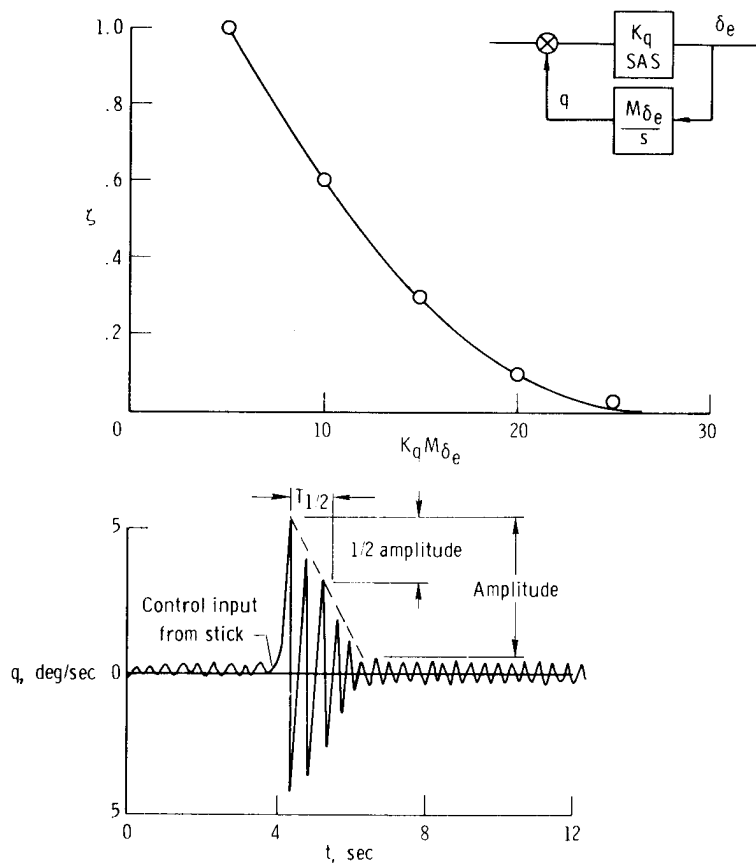 1.0
.8
.6
.4
.2
0
ζ
10
20
30
K_q M_δe
K_q
SAS
δ_e
q
M_δe
s
T_1/2
5
1/2 amplitude
Amplitude
Control input
from stick
q, deg/sec
0
5
0
4
8
12
t, sec